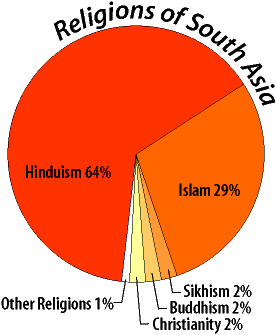 Religions of South Asia
Hinduism 64%
Islam 29%
Sikhism 2%
Buddhism 2%
Christianity 2%
Other Religions 1%